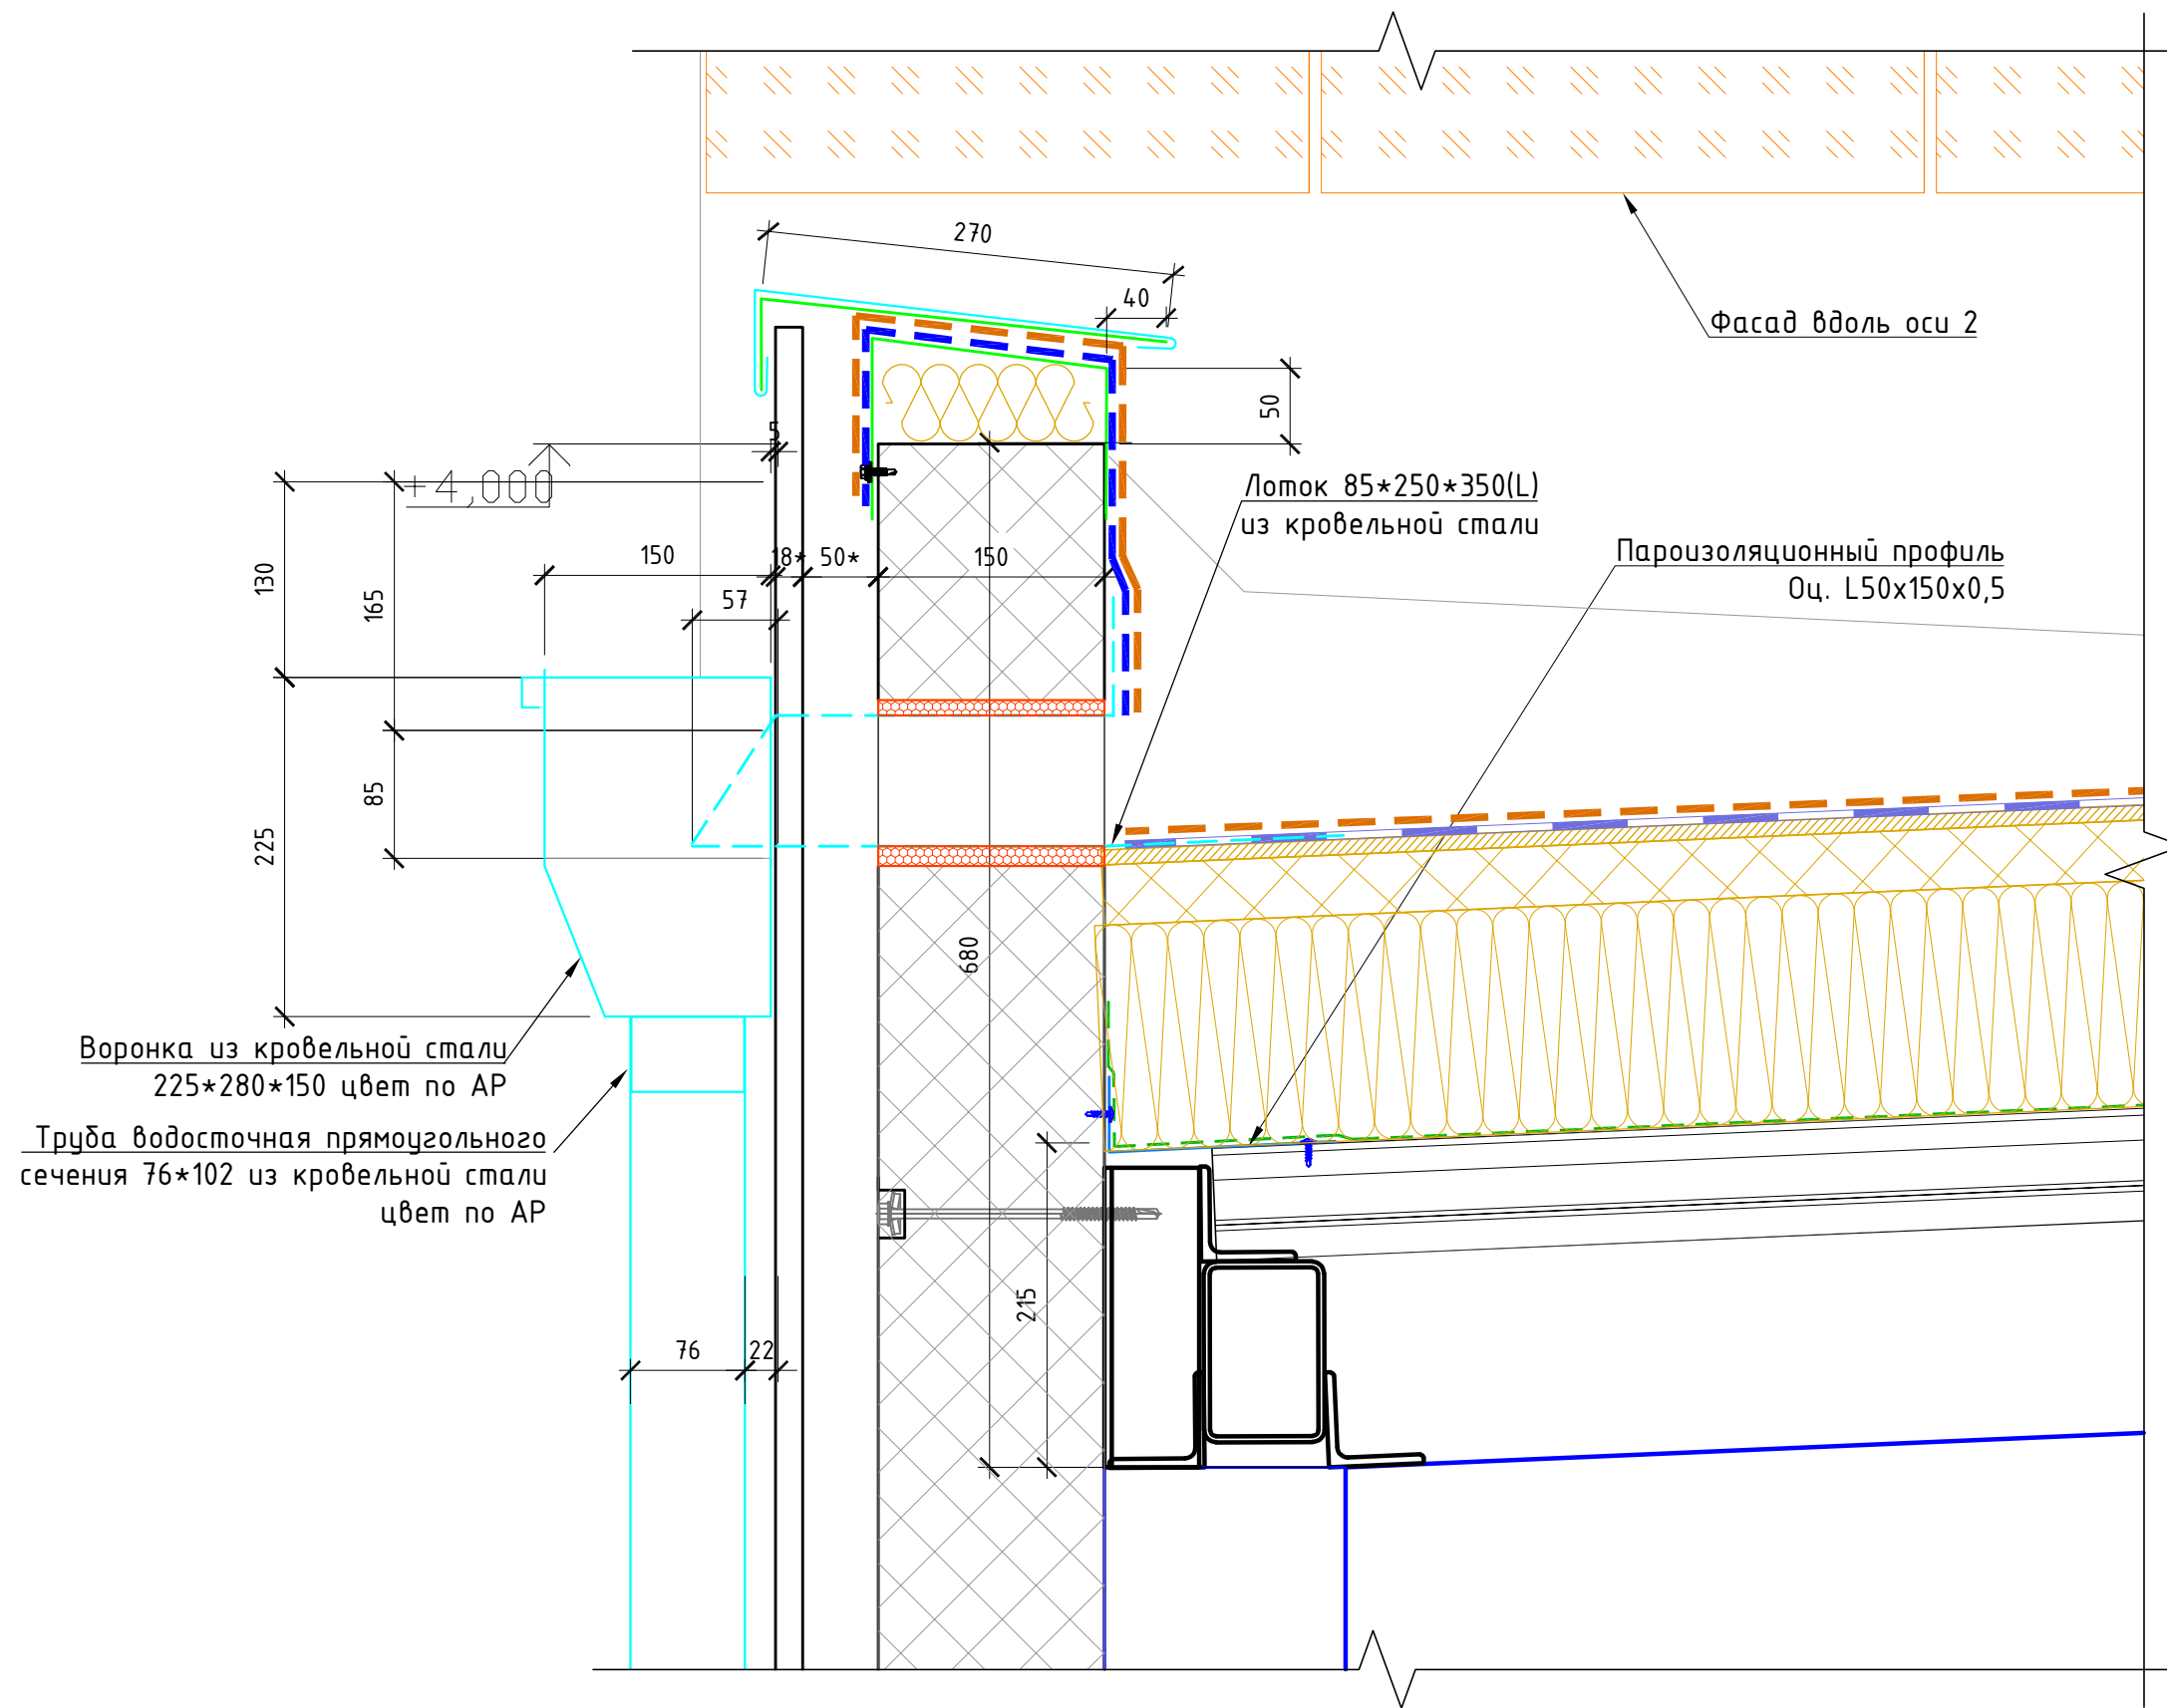 270
40
Фасад вдоль оси 2
50
5
+4,000
Лоток 85*250*350(L)
из кровельной стали
130
165
150
18*
50*
150
57
Пароизоляционный профиль
Оц. L50x150x0,5
85
225
680
Воронка из кровельной стали
225*280*150 цвет по АР
Труба водосточная прямоугольного
сечения 76*102 из кровельной стали
цвет по АР
215
76
22